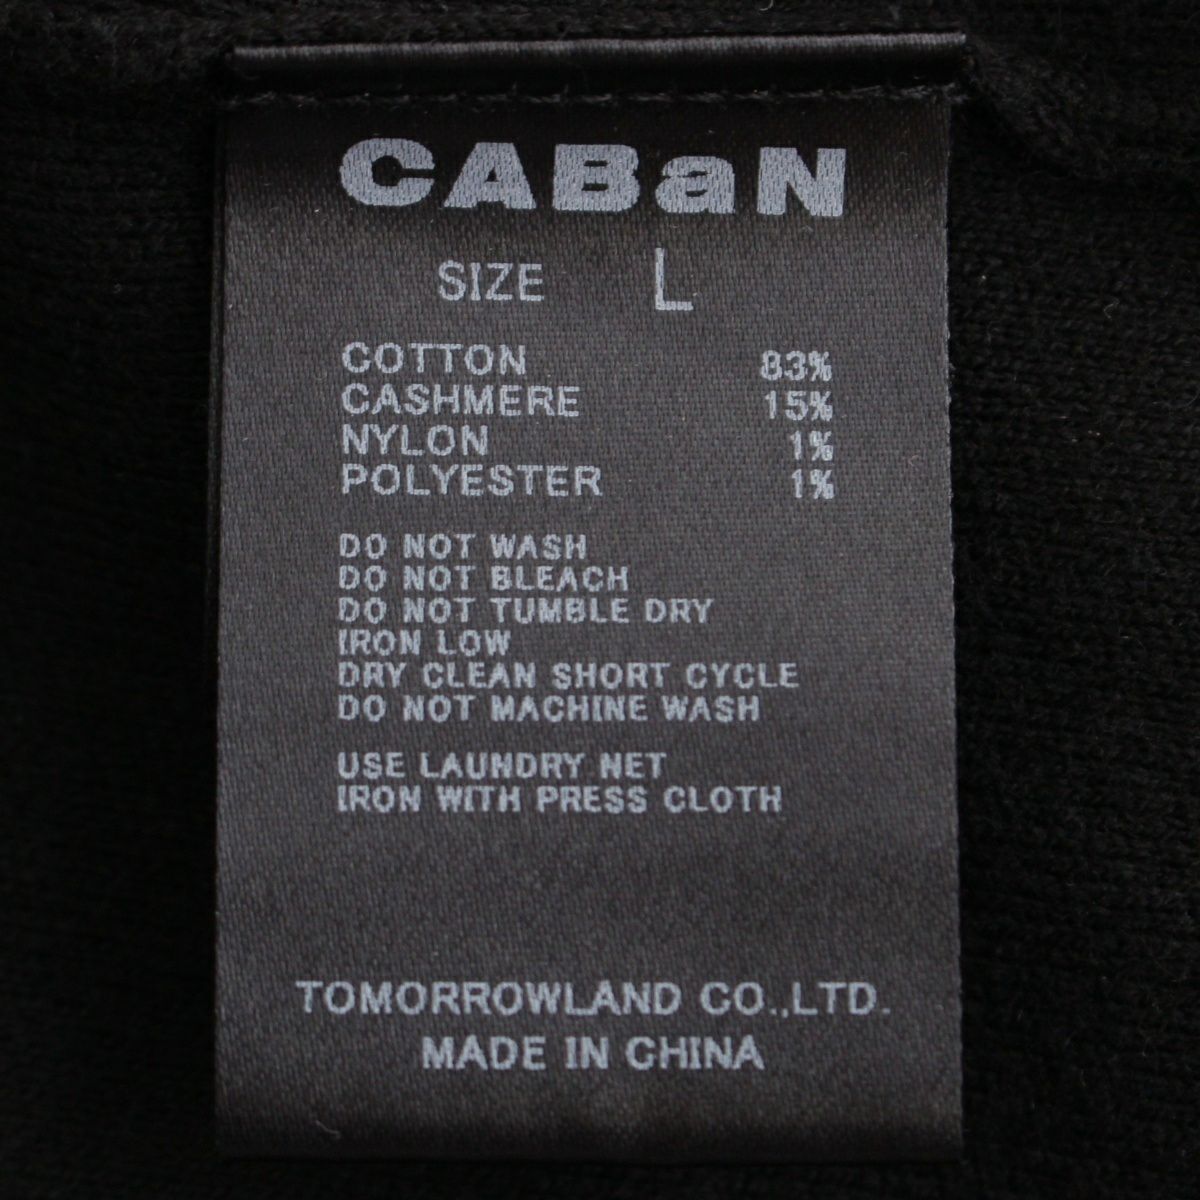 CABaN
SIZE L
COTTON 83%
CASHMERE 15%
NYLON 1%
POLYESTER 1%
DO NOT WASH
DO NOT BLEACH
DO NOT TUMBLE DRY
IRON LOW
DRY CLEAN SHORT CYCLE
DO NOT MACHINE WASH
USE LAUNDRY NET
IRON WITH PRESS CLOTH
TOMORROWLAND CO.,LTD.
MADE IN CHINA